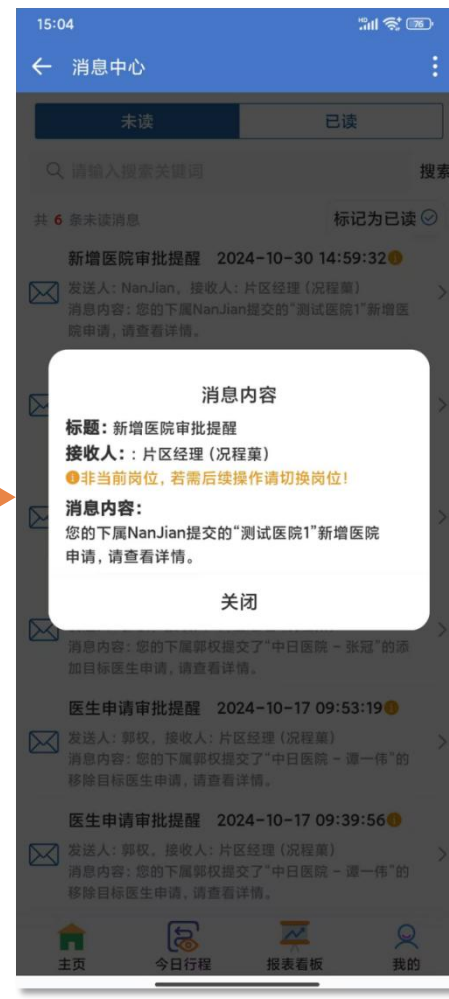 15:04
76
消息中心
未读
已读
请输入搜素关键词
搜素
共 6 条未读消息
标记为已读
新增医院审批提醒 2024-10-30 14:59:32
发送人: NanJian, 接收人: 片区经理 (况程菓)
消息内容: 您的下属NanJian提交的“测试医院1”新增医
院申请, 请查看详情。
消息内容
标题: 新增医院审批提醒
接收人: : 片区经理 (况程菓)
非当前岗位, 若需后续操作请切换岗位!
消息内容:
您的下属NanJian提交的“测试医院1”新增医院
申请, 请查看详情。
关闭
消息内容: 您的下属郭权提交了“中日医院 - 张冠”的添
加目标医生申请, 请查看详情。
医生申请审批提醒 2024-10-17 09:53:19
发送人: 郭权, 接收人: 片区经理 (况程菓)
消息内容: 您的下属郭权提交了“中日医院 - 谭一伟”的
移除目标医生申请, 请查看详情。
医生申请审批提醒 2024-10-17 09:39:56
发送人: 郭权, 接收人: 片区经理 (况程菓)
消息内容: 您的下属郭权提交了“中日医院 - 谭一伟”的
移除目标医生申请, 请查看详情。
主页
今日行程
报表看板
我的